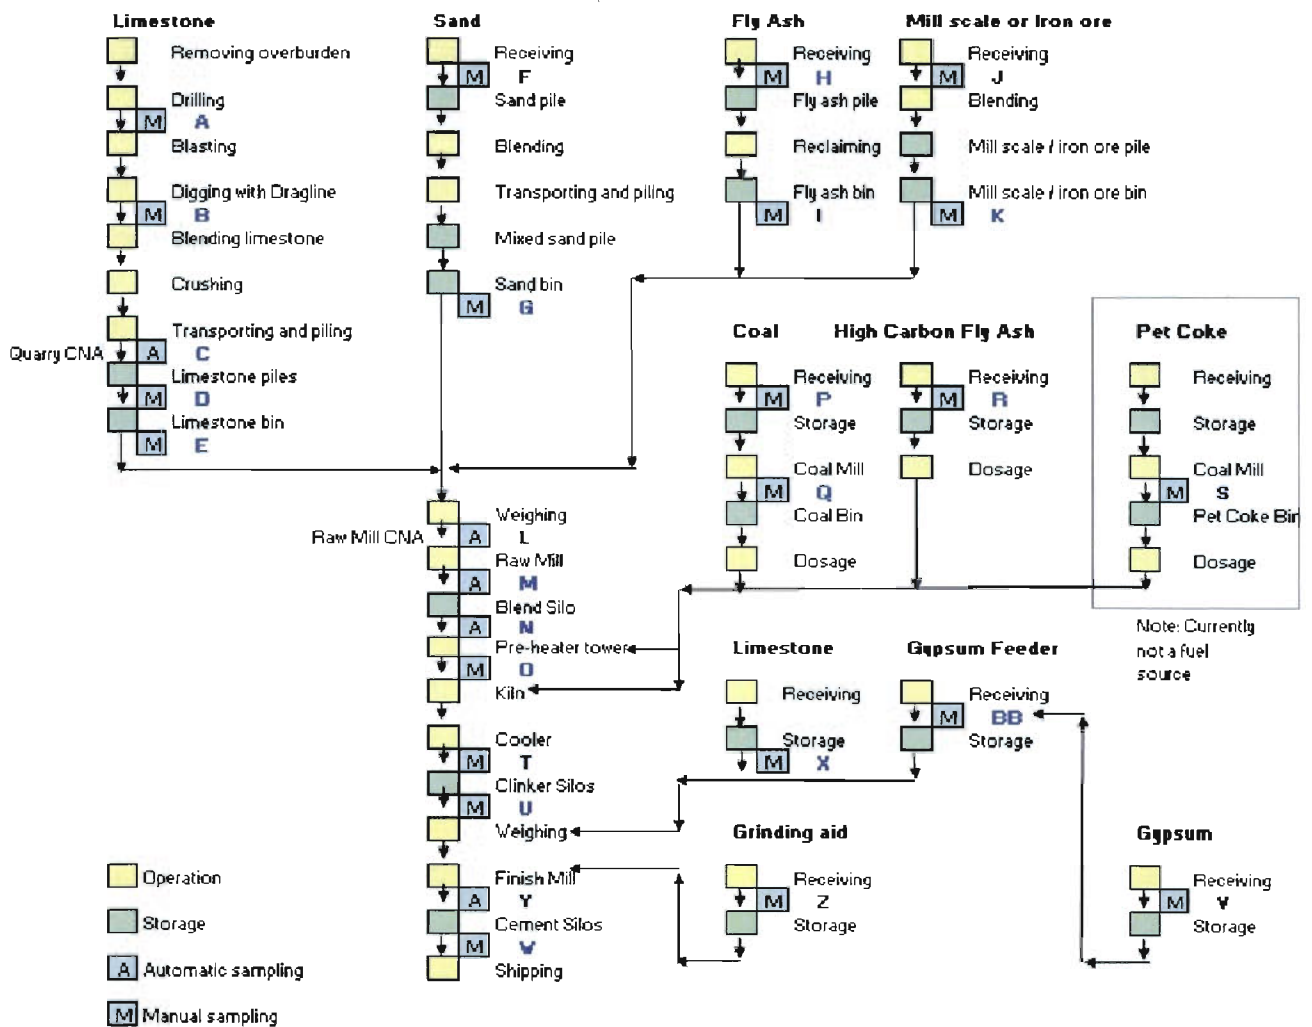 Limestone
Removing overburden
Drilling
M A
Blasting
Digging with Dragline
M B
Blending limestone
Crushing
Transporting and piling
Quarry CNA A C
Limestone piles
M D
Limestone bin
M E
Sand
Receiving
M F
Sand pile
Blending
Transporting and piling
Mixed sand pile
Sand bin
M G
Fly Ash
Receiving
M H
Fly ash pile
Reclaiming
Fly ash bin
M I
Mill scale or Iron ore
Receiving
M J
Blending
Mill scale / iron ore pile
Mill scale / iron ore bin
M K
Coal
Receiving
M P
Storage
Coal Mill
M Q
Coal Bin
Dosage
High Carbon Fly Ash
Receiving
M R
Storage
Dosage
Pet Coke
Receiving
Storage
Coal Mill
M S
Pet Coke Bin
Dosage
Note: Currently
not a fuel
source
Weighing
Raw Mill CNA A L
Raw Mill
A M
Blend Silo
A N
Pre-heater tower
M O
Kiln
Cooler
M T
Clinker Silos
M U
Weighing
Finish Mill
A Y
Cement Silos
M W
Shipping
Limestone
Receiving
Storage
M X
Gypsum Feeder
Receiving
M BB
Storage
Grinding aid
Receiving
M Z
Storage
Gypsum
Receiving
M V
Storage
Operation
Storage
A Automatic sampling
M Manual sampling